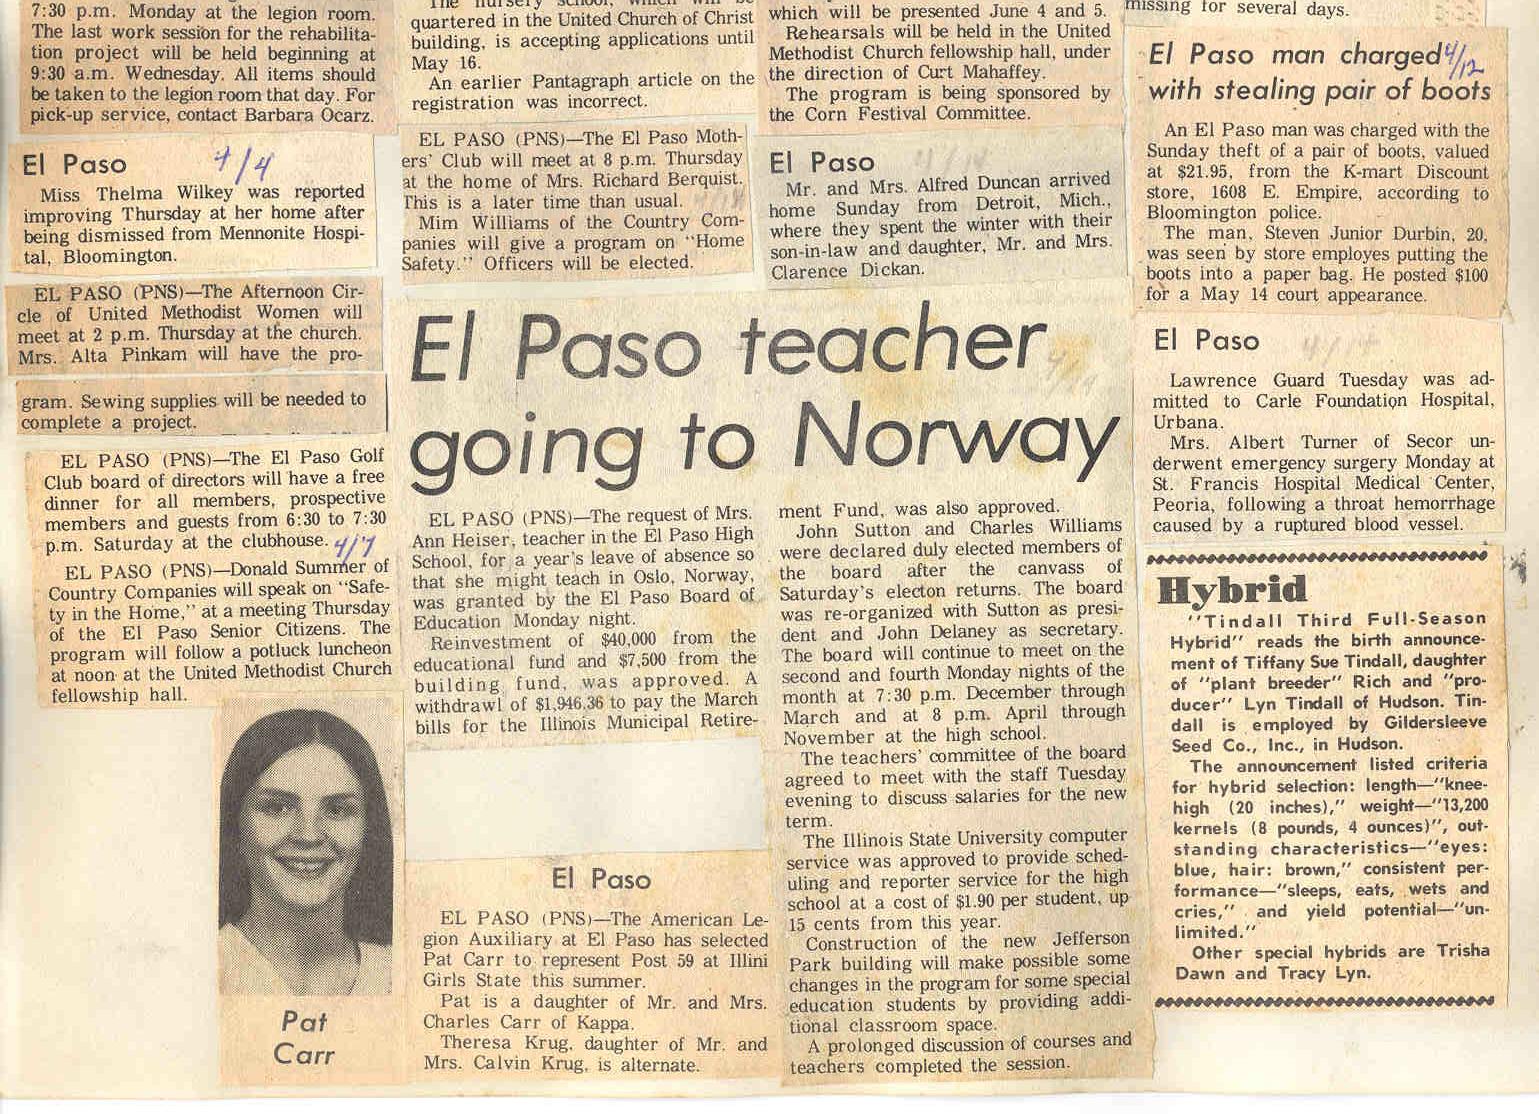 7:30 p.m. Monday at the legion room.
The last work session for the rehabilita-
tion project will be held beginning at
9:30 a.m. Wednesday. All items should
be taken to the legion room that day. For
pick-up service, contact Barbara Ocarz.
El Paso 4/4
Miss Thelma Wilkey was reported
improving Thursday at her home after
being dismissed from Mennonite Hospi-
tal, Bloomington.
EL PASO (PNS)—The Afternoon Cir-
cle of United Methodist Women will
meet at 2 p.m. Thursday at the church.
Mrs. Alta Pinkam will have the pro-
gram. Sewing supplies will be needed to
complete a project.
EL PASO (PNS)—The El Paso Golf
Club board of directors will have a free
dinner for all members, prospective
members and guests from 6:30 to 7:30
p.m. Saturday at the clubhouse. 4/7
EL PASO (PNS)—Donald Summer of
Country Companies will speak on "Safe-
ty in the Home," at a meeting Thursday
of the El Paso Senior Citizens. The
program will follow a potluck luncheon
at noon at the United Methodist Church
fellowship hall.
Pat
Carr
The nursery school, which will be
quartered in the United Church of Christ
building, is accepting applications until
May 16.
An earlier Pantagraph article on the
registration was incorrect.
EL PASO (PNS)—The El Paso Moth-
ers' Club will meet at 8 p.m. Thursday
at the home of Mrs. Richard Berquist.
This is a later time than usual.
Mim Williams of the Country Com-
panies will give a program on "Home
Safety." Officers will be elected.
which will be presented June 4 and 5.
Rehearsals will be held in the United
Methodist Church fellowship hall, under
the direction of Curt Mahaffey.
The program is being sponsored by
the Corn Festival Committee.
El Paso 4/14
Mr. and Mrs. Alfred Duncan arrived
home Sunday from Detroit, Mich.,
where they spent the winter with their
son-in-law and daughter, Mr. and Mrs.
Clarence Dickan.
El Paso teacher
going to Norway
EL PASO (PNS)—The request of Mrs.
Ann Heiser, teacher in the El Paso High
School, for a year's leave of absence so
that she might teach in Oslo, Norway,
was granted by the El Paso Board of
Education Monday night.
Reinvestment of $40,000 from the
educational fund and $7,500 from the
building fund, was approved. A
withdrawl of $1,946.36 to pay the March
bills for the Illinois Municipal Retire-
ment Fund, was also approved.
John Sutton and Charles Williams
were declared duly elected members of
the board after the canvass of
Saturday's electon returns. The board
was re-organized with Sutton as presi-
dent and John Delaney as secretary.
The board will continue to meet on the
second and fourth Monday nights of the
month at 7:30 p.m. December through
March and at 8 p.m. April through
November at the high school.
The teachers' committee of the board
agreed to meet with the staff Tuesday
evening to discuss salaries for the new
term.
The Illinois State University computer
service was approved to provide sched-
uling and reporter service for the high
school at a cost of $1.90 per student, up
15 cents from this year.
Construction of the new Jefferson
Park building will make possible some
changes in the program for some special
education students by providing addi-
tional classroom space.
A prolonged discussion of courses and
teachers completed the session.
El Paso
EL PASO (PNS)—The American Le-
gion Auxiliary at El Paso has selected
Pat Carr to represent Post 59 at Illini
Girls State this summer.
Pat is a daughter of Mr. and Mrs.
Charles Carr of Kappa.
Theresa Krug, daughter of Mr. and
Mrs. Calvin Krug, is alternate.
missing for several days.
El Paso man charged 4/12
with stealing pair of boots
An El Paso man was charged with the
Sunday theft of a pair of boots, valued
at $21.95, from the K-mart Discount
store, 1608 E. Empire, according to
Bloomington police.
The man, Steven Junior Durbin, 20,
was seen by store employes putting the
boots into a paper bag. He posted $100
for a May 14 court appearance.
El Paso 4/14
Lawrence Guard Tuesday was ad-
mitted to Carle Foundation Hospital,
Urbana.
Mrs. Albert Turner of Secor un-
derwent emergency surgery Monday at
St. Francis Hospital Medical Center,
Peoria, following a throat hemorrhage
caused by a ruptured blood vessel.
Hybrid
"Tindall Third Full-Season
Hybrid" reads the birth announce-
ment of Tiffany Sue Tindall, daughter
of "plant breeder" Rich and "pro-
ducer" Lyn Tindall of Hudson. Tin-
dall is employed by Gildersleeve
Seed Co., Inc., in Hudson.
The announcement listed criteria
for hybrid selection: length—"knee-
high (20 inches)," weight—"13,200
kernels (8 pounds, 4 ounces)", out-
standing characteristics—"eyes:
blue, hair: brown," consistent per-
formance—"sleeps, eats, wets and
cries," and yield potential—"un-
limited."
Other special hybrids are Trisha
Dawn and Tracy Lyn.